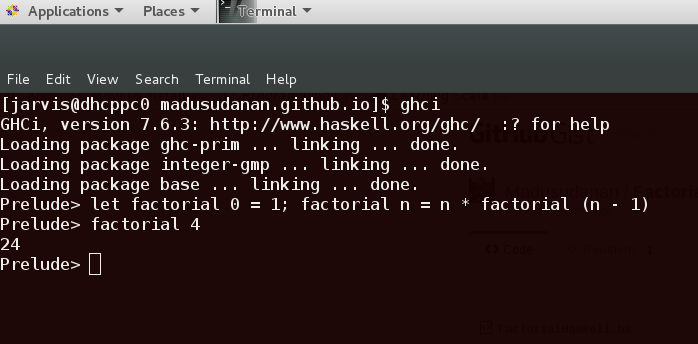 Applications Places Terminal
File Edit View Search Terminal Help
[jarvis@dhcppc0 madusudanan.github.io]$ ghci
GHCi, version 7.6.3: http://www.haskell.org/ghc/  :? for help
Loading package ghc-prim ... linking ... done.
Loading package integer-gmp ... linking ... done.
Loading package base ... linking ... done.
Prelude> let factorial 0 = 1; factorial n = n * factorial (n - 1)
Prelude> factorial 4
24
Prelude>